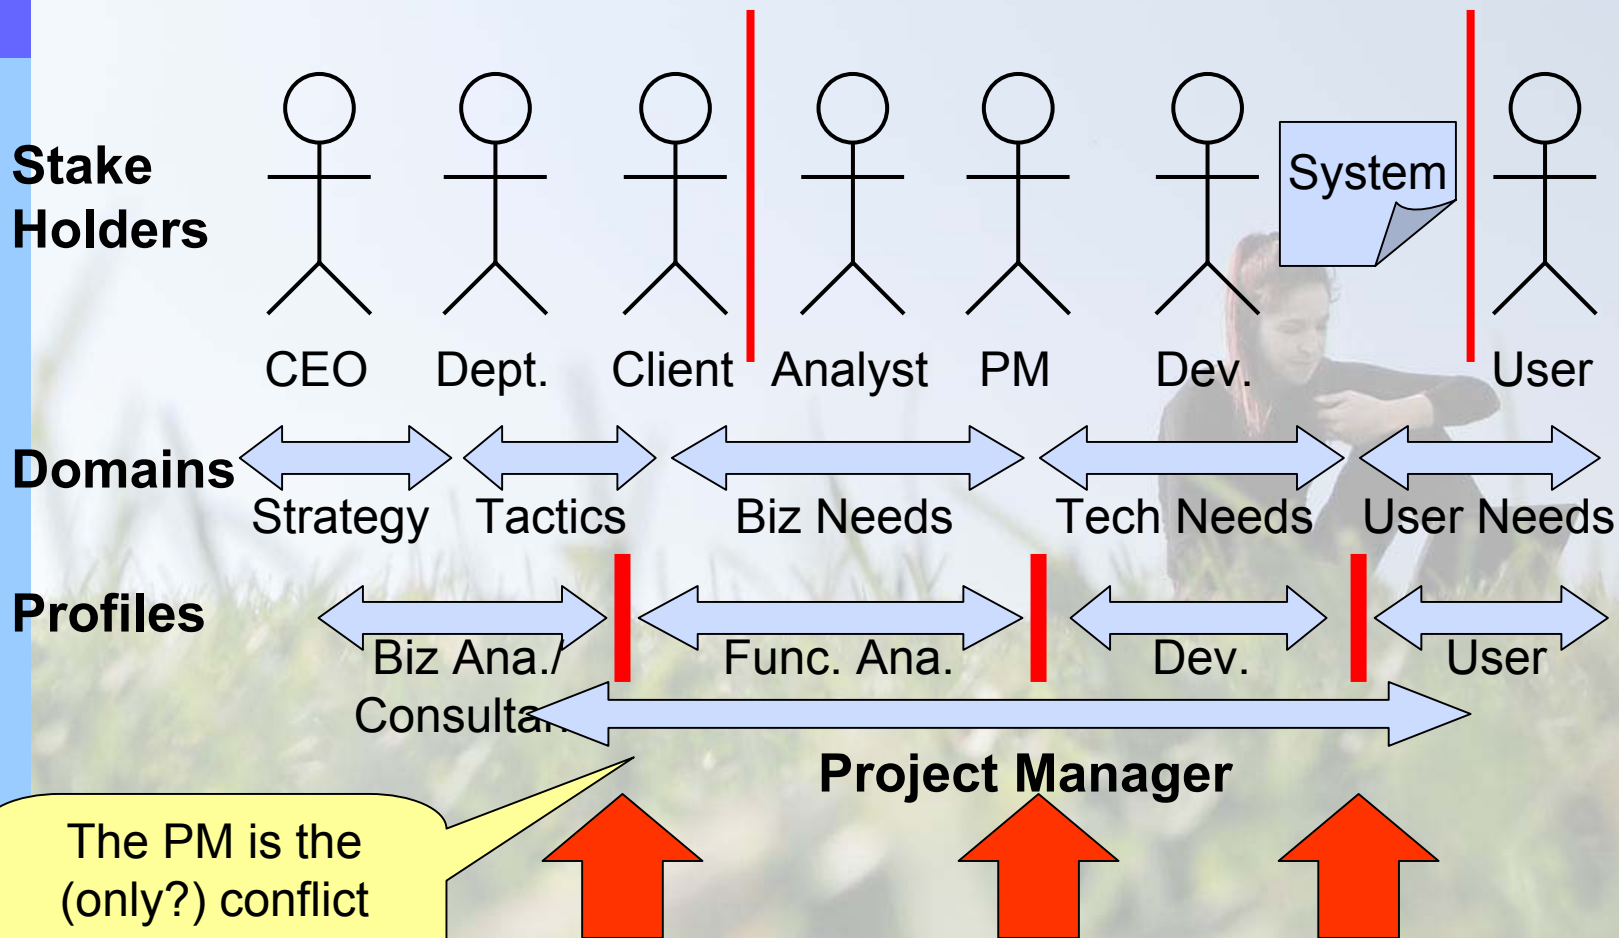 Stake
Holders
System
CEO Dept. Client Analyst PM Dev. User
Domains
Strategy Tactics Biz Needs Tech Needs User Needs
Profiles
Biz Ana./ Func. Ana. Dev. User
Project Manager
The PM is the
(only?) conflict